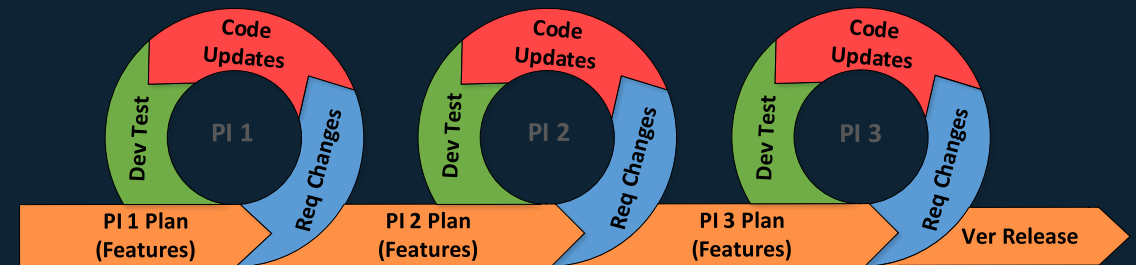 Code
Updates
Dev Test
PI 1
Req Changes
PI 1 Plan
(Features)
Code
Updates
Dev Test
PI 2
Req Changes
PI 2 Plan
(Features)
Code
Updates
Dev Test
PI 3
Req Changes
PI 3 Plan
(Features)
Ver Release